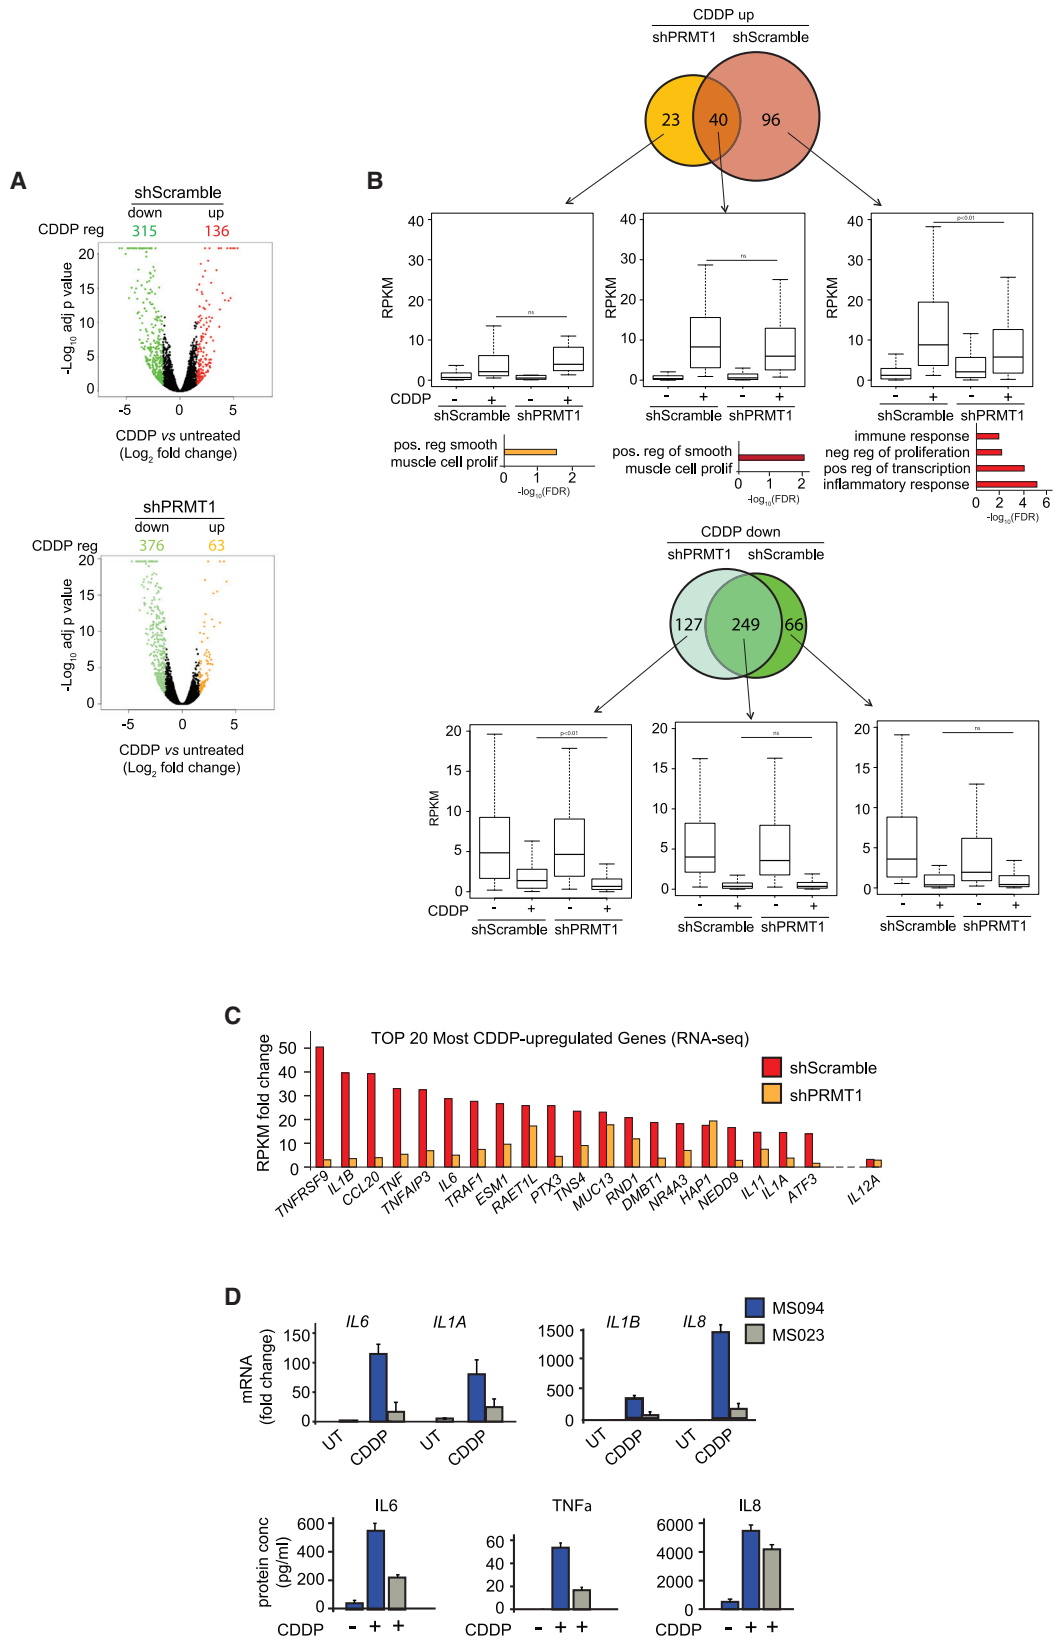 A
shScramble
down up
CDDP reg 315 136
20
15
10
5
0
-Log10 adj p value
-5 0 5
CDDP vs untreated
(Log2 fold change)
shPRMT1
down up
CDDP reg 376 63
20
15
10
5
0
-Log10 adj p value
-5 0 5
CDDP vs untreated
(Log2 fold change)
B
CDDP up
shPRMT1 shScramble
23 40 96
40
30
20
10
0
RPKM
ns
CDDP - + - +
shScramble shPRMT1
40
30
20
10
0
RPKM
ns
- + - +
shScramble shPRMT1
40
30
20
10
0
RPKM
p<0.01
- + - +
shScramble shPRMT1
pos. reg smooth
muscle cell prolif
0 1 2
-log10(FDR)
pos. reg of smooth
muscle cell prolif
0 1 2
-log10(FDR)
immune response
neg reg of proliferation
pos reg of transcription
inflammatory response
0 2 4 6
-log10(FDR)
CDDP down
shPRMT1 shScramble
127 249 66
20
15
10
5
0
RPKM
p<0.01
CDDP - + - +
shScramble shPRMT1
20
15
10
5
0
ns
- + - +
shScramble shPRMT1
20
15
10
5
0
ns
- + - +
shScramble shPRMT1
C
TOP 20 Most CDDP-upregulated Genes (RNA-seq)
shScramble
shPRMT1
RPKM fold change
50
40
30
20
10
0
TNFRSF9 IL1B CCL20 TNF TNFAIP3 IL6 TRAF1 ESM1 RAET1L PTX3 TNS4 MUC13 RND1 DMBT1 NR4A3 HAP1 NEDD9 IL11 IL1A ATF3 IL12A
D
MS094
MS023
IL6 IL1A
mRNA
(fold change)
150
100
50
0
UT CDDP UT CDDP
IL1B IL8
1500
1000
500
0
UT CDDP UT CDDP
IL6
protein conc
(pg/ml)
600
400
200
0
CDDP - + +
TNFa
60
40
20
0
CDDP - + +
IL8
6000
4000
2000
0
CDDP - + +